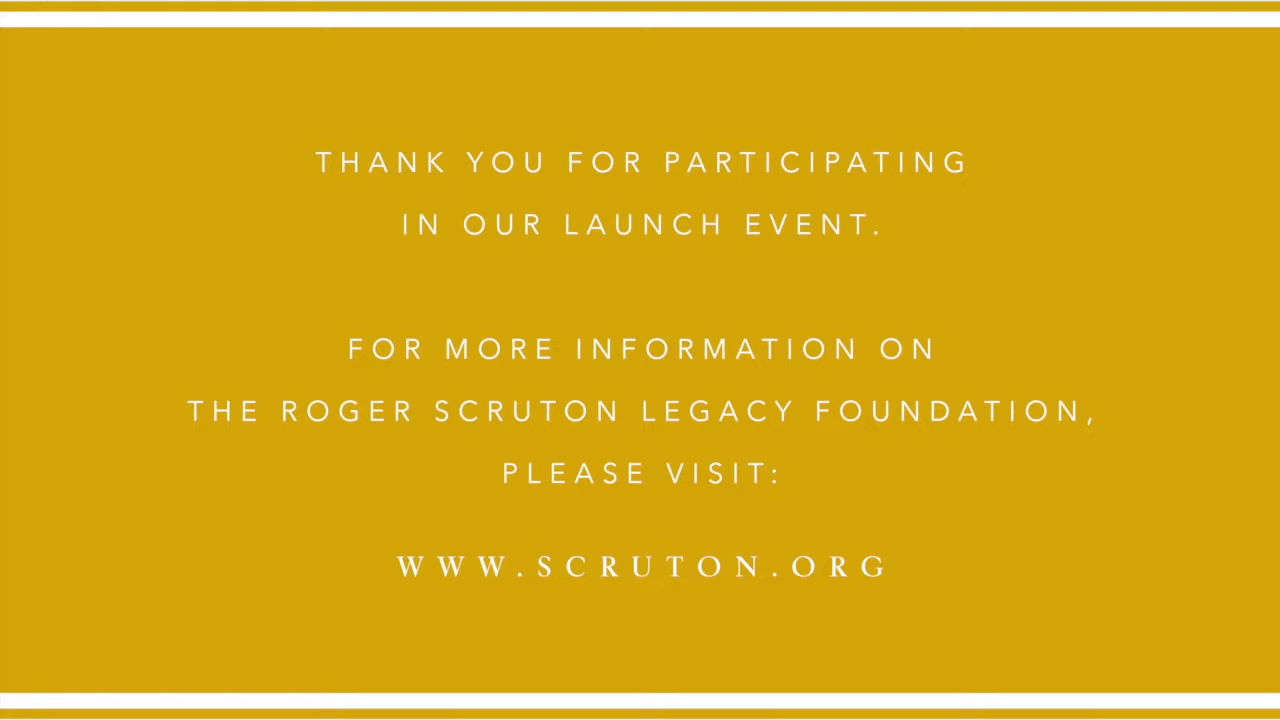 THANK YOU FOR PARTICIPATING
IN OUR LAUNCH EVENT.
FOR MORE INFORMATION ON
THE ROGER SCRUTON LEGACY FOUNDATION,
PLEASE VISIT:
WWW.SCRUTON.ORG